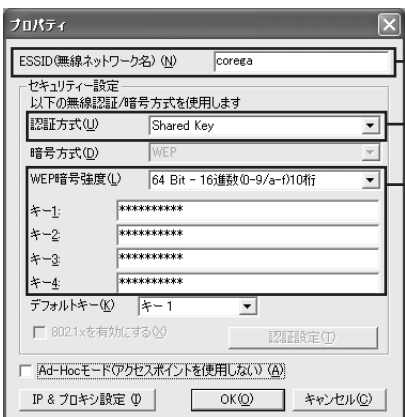 プロパティ
ESSID(無線ネットワーク名) (N) corega
セキュリティー設定
以下の無線認証/暗号方式を使用します
認証方式(U) Shared Key
暗号方式(D) WEP
WEP暗号強度(L) 64 Bit - 16進数(0-9/a-f)10桁
キー1: **********
キー2: **********
キー3: **********
キー4: **********
デフォルトキー(K) キー 1
802.1xを有効にする(X) 認証設定(T)
Ad-Hocモード(アクセスポイントを使用しない) (A)
IP & プロキシ設定 (I) OK(O) キャンセル(C)